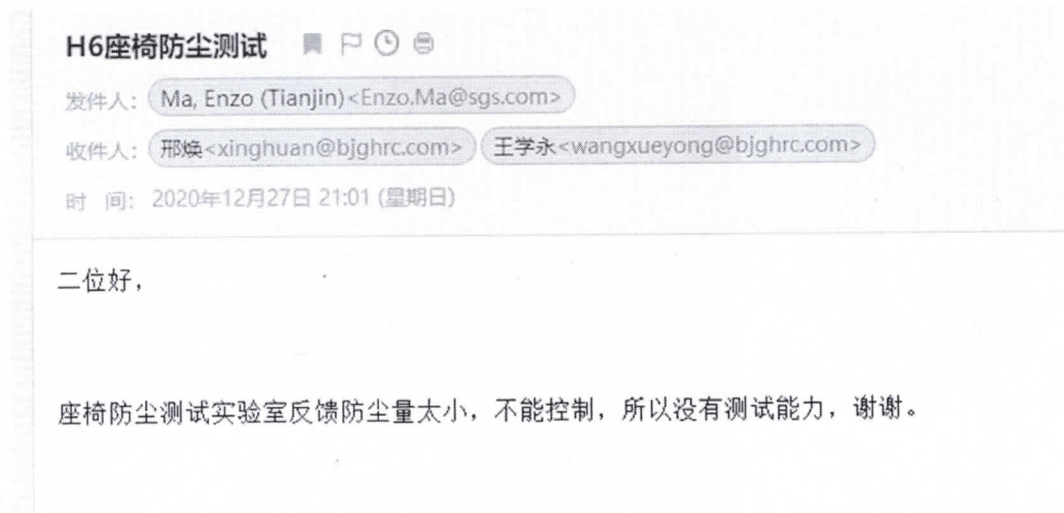 H6座椅防尘测试
发件人: Ma, Enzo (Tianjin)<Enzo.Ma@sgs.com>
收件人: 邢焕<xinghuan@bjghrc.com> 王学永<wangxueyong@bjghrc.com>
时 间: 2020年12月27日 21:01 (星期日)
二位好,
座椅防尘测试实验室反馈防尘量太小，不能控制，所以没有测试能力，谢谢。